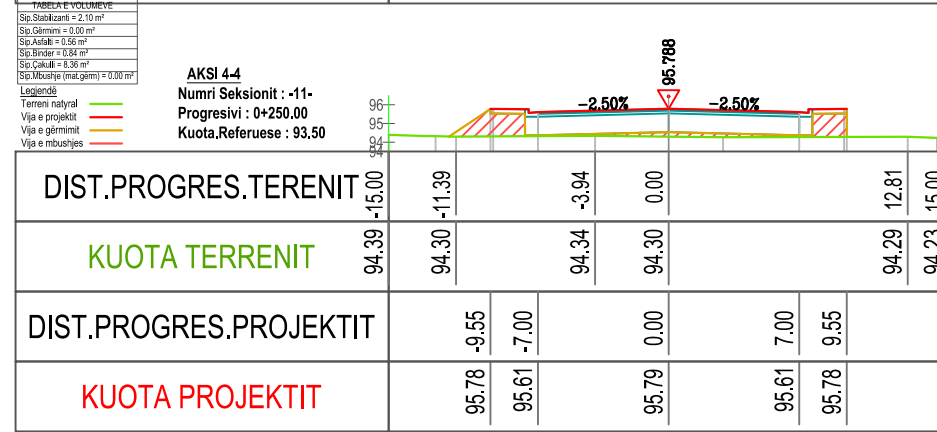 TABELA E VOLUMEVE
Sip.Stabilizanti = 2.10 m²
Sip.Gërmimi = 0.00 m²
Sip.Asfalti = 0.56 m²
Sip.Binder = 0.84 m²
Sip.Çakulli = 8.36 m²
Sip.Mbushje (mat.gërm) = 0.00 m²
Legjendë
Terreni natyral
Vija e projektit
Vija e gërmimit
Vija e mbushjes
AKSI 4-4
Numri Seksionit : -11-
Progresivi : 0+250.00
Kuota,Referuese : 93,50
96
95
94
94
95.788
-2.50%
-2.50%
DIST.PROGRES.TERENIT
-15.00
-11.39
-3.94
0.00
12.81
15.00
KUOTA TERRENIT
94.39
94.30
94.34
94.30
94.29
94.23
DIST.PROGRES.PROJEKTIT
-9.55
-7.00
0.00
7.00
9.55
KUOTA PROJEKTIT
95.78
95.61
95.79
95.61
95.78